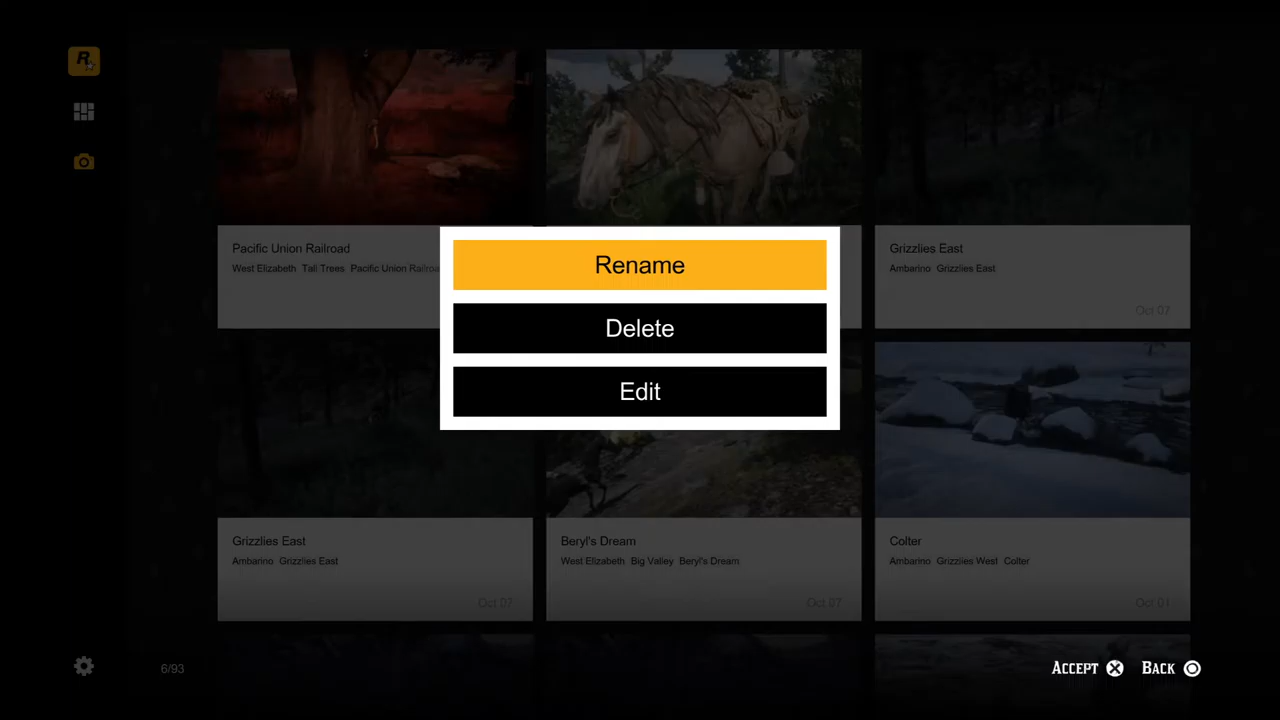 Pacific Union Railroad
West Elizabeth Tall Trees Pacific Union Railroa
Grizzlies East
Ambarino Grizzlies East
Oct 07
Rename
Delete
Edit
Grizzlies East
Ambarino Grizzlies East
Oct 07
Beryl's Dream
West Elizabeth Big Valley Beryl's Dream
Oct 07
Colter
Ambarino Grizzlies West Colter
Oct 01
6/93
Accept X Back